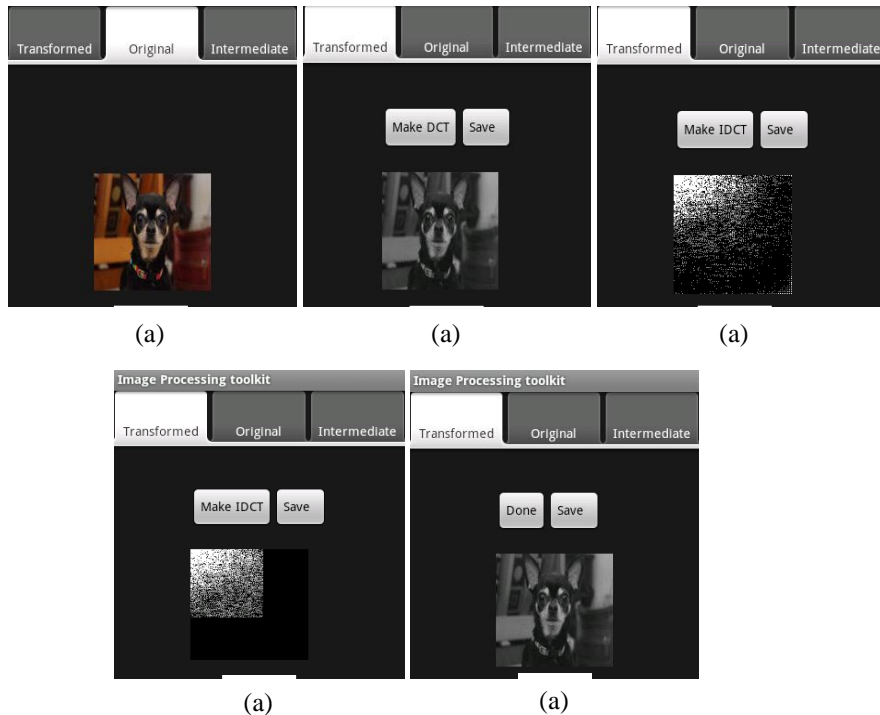 Transformed Original Intermediate
Transformed Original Intermediate
Make DCT Save
Transformed Original Intermediate
Make IDCT Save
(a)
(a)
(a)
Image Processing toolkit
Transformed Original Intermediate
Make IDCT Save
(a)
Image Processing toolkit
Transformed Original Intermediate
Done Save
(a)